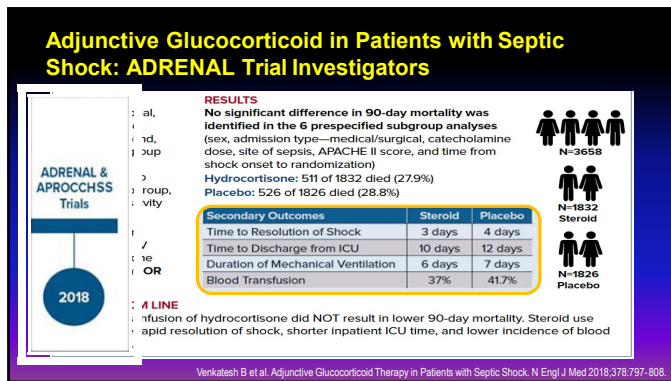 Adjunctive Glucocorticoid in Patients with Septic
Shock: ADRENAL Trial Investigators
ADRENAL &
APROCCHSS
Trials
2018
RESULTS
No significant difference in 90-day mortality was
identified in the 6 prespecified subgroup analyses
(sex, admission type—medical/surgical, catecholamine
dose, site of sepsis, APACHE II score, and time from
shock onset to randomization)
Hydrocortisone: 511 of 1832 died (27.9%)
Placebo: 526 of 1826 died (28.8%)
Secondary Outcomes Steroid Placebo
Time to Resolution of Shock 3 days 4 days
Time to Discharge from ICU 10 days 12 days
Duration of Mechanical Ventilation 6 days 7 days
Blood Transfusion 37% 41.7%
N=3658
N=1832
Steroid
N=1826
Placebo
OR
M LINE
nfusion of hydrocortisone did NOT result in lower 90-day mortality. Steroid use
rapid resolution of shock, shorter inpatient ICU time, and lower incidence of blood
Venkatesh B et al. Adjunctive Glucocorticoid Therapy in Patients with Septic Shock. N Engl J Med 2018;378:797-808.